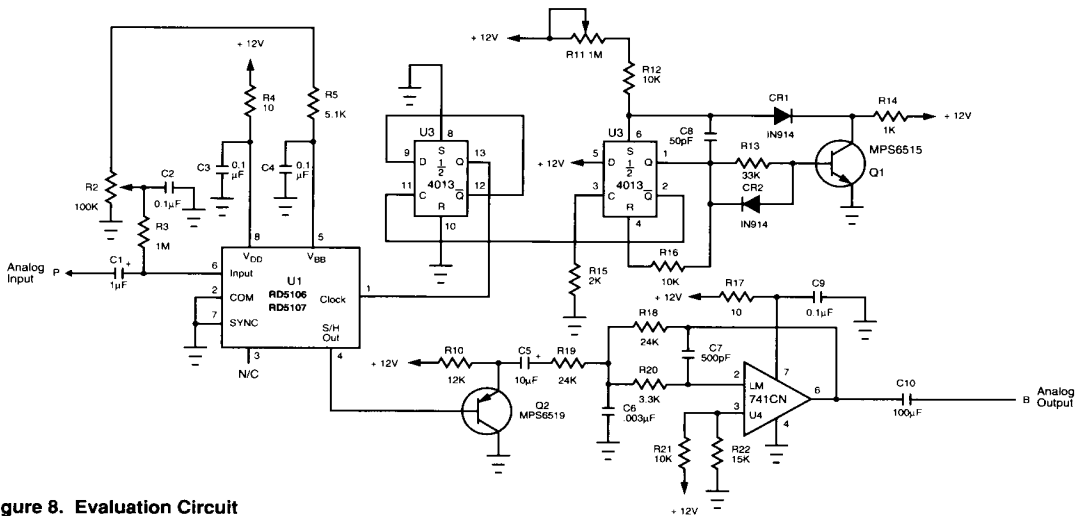 + 12V
R11 1M
R12
10K
+ 12V
R4
10
R5
5.1K
U3
8
S
9
D
Q
13
1
2
4013
11
C
Q
12
R
10
U3
6
S
+ 12V
5
D
Q
1
1
2
4013
3
C
Q
2
R
4
C8
50pF
CR1
IN914
R14
1K
+ 12V
R13
33K
MPS6515
Q1
CR2
IN914
R15
2K
R16
10K
C3
0.1
µF
C4
0.1
µF
R2
100K
C2
0.1µF
R3
1M
Analog
Input
P
C1
+
1µF
8
5
VDD
VBB
6
Input
U1
2
COM
RD5106
RD5107
Clock
1
7
SYNC
S/H
Out
3
4
N/C
+ 12V
R10
12K
C5
+
10µF
R19
24K
Q2
MPS6519
+ 12V
R17
10
C9
0.1µF
R18
24K
C7
500pF
R20
3.3K
C6
.003µF
2
LM
741CN
U4
3
7
6
4
R21
10K
R22
15K
+ 12V
C10
100µF
B
Analog
Output
gure 8. Evaluation Circuit